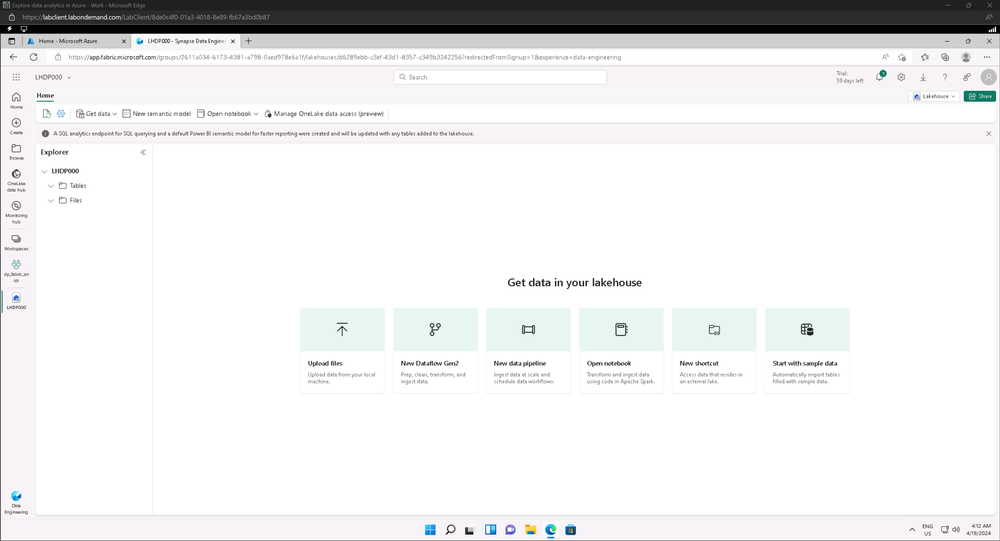 Explore data analytics in Azure - Work - Microsoft Edge
https://labclient.labondemand.com/LabClient/8de0c4f0-01a3-4018-8e89-fb67a3bd0b87
Home - Microsoft Azure
LHDP000 - Synapse Data Enginee
https://app.fabric.microsoft.com/groups/2611a034-6173-4381-a798-0aed978e6a1f/lakehouses/d6289ebb-c3ef-43d1-8357-c349b3242256?redirectedFromSignup=1&experience=data-engineering
LHDP000
Search
Trial:
59 days left
1
Home
Lakehouse
Share
Get data
New semantic model
Open notebook
Manage OneLake data access (preview)
A SQL analytics endpoint for SQL querying and a default Power BI semantic model for faster reporting were created and will be updated with any tables added to the lakehouse.
Home
Create
Browse
OneLake
data hub
Monitoring
hub
Workspaces
dp_fabric_an
ish
LHDP000
Data
Engineering
Explorer
LHDP000
Tables
Files
Get data in your lakehouse
Upload files
Upload data from your local
machine.
New Dataflow Gen2
Prep, clean, transform, and
ingest data.
New data pipeline
Ingest data at scale and
schedule data workflows.
Open notebook
Transform and ingest data
using code in Apache Spark.
New shortcut
Access data that resides in
an external lake.
Start with sample data
Automatically import tables
filled with sample data.
ENG
US
4:12 AM
4/19/2024